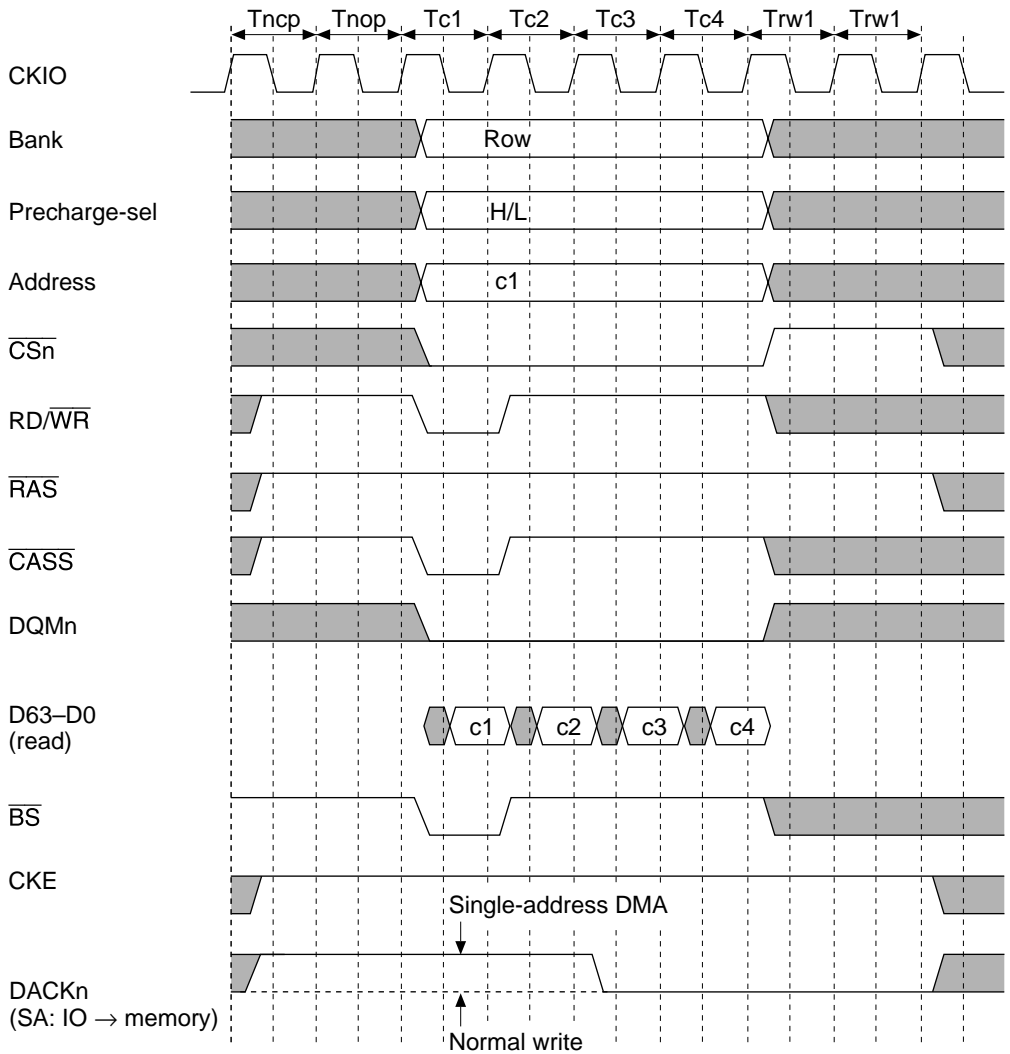 Tncp Tnop Tc1 Tc2 Tc3 Tc4 Trw1 Trw1
CKIO
Bank Row
Precharge-sel H/L
Address c1
CSn
RD/WR
RAS
CASS
DQMn
D63–D0
(read)
c1 c2 c3 c4
BS
CKE
Single-address DMA
DACKn
(SA: IO → memory)
Normal write